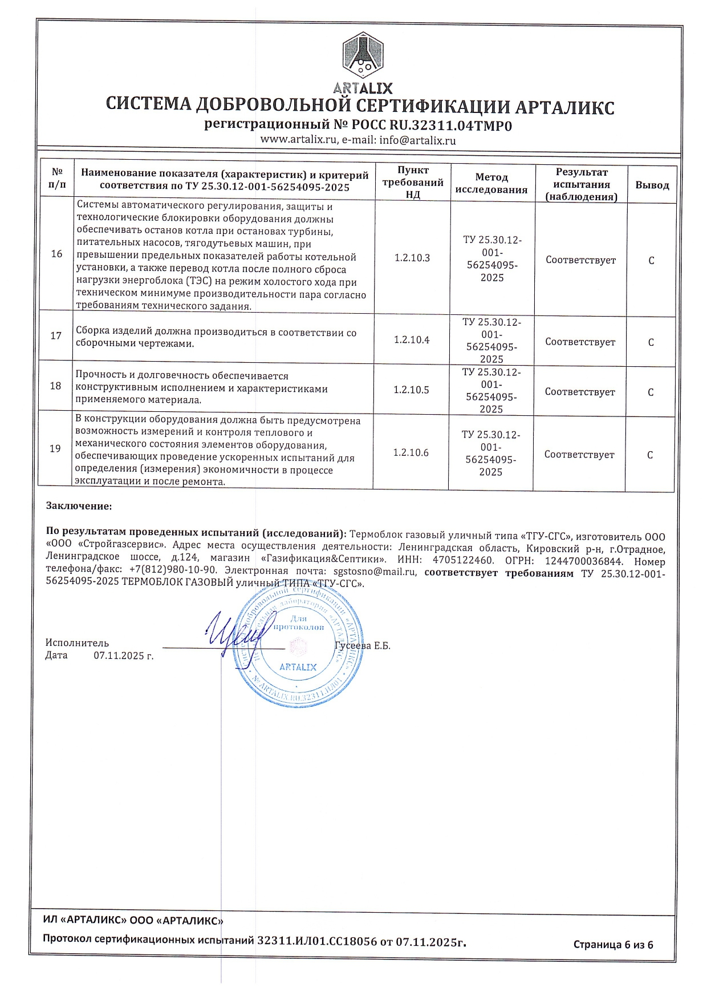 ARTALIX
СИСТЕМА ДОБРОВОЛЬНОЙ СЕРТИФИКАЦИИ АРТАЛИКС
регистрационный № РОСС RU.32311.04ТМР0
www.artalix.ru, e-mail: info@artalix.ru
№ п/п
Наименование показателя (характеристик) и критерий
соответствия по ТУ 25.30.12-001-56254095-2025
Пункт
требований
НД
Метод
исследования
Результат
испытания
(наблюдения)
Вывод
16
Системы автоматического регулирования, защиты и
технологические блокировки оборудования должны
обеспечивать останов котла при остановах турбины,
питательных насосов, тягодутьевых машин, при
превышении предельных показателей работы котельной
установки, а также перевод котла после полного сброса
нагрузки энергоблока (ТЭС) на режим холостого хода при
техническом минимуме производительности пара согласно
требованиям технического задания.
1.2.10.3
ТУ 25.30.12-
001-
56254095-
2025
Соответствует
С
17
Сборка изделий должна производиться в соответствии со
сборочными чертежами.
1.2.10.4
ТУ 25.30.12-
001-
56254095-
2025
Соответствует
С
18
Прочность и долговечность обеспечивается
конструктивным исполнением и характеристиками
применяемого материала.
1.2.10.5
ТУ 25.30.12-
001-
56254095-
2025
Соответствует
С
19
В конструкции оборудования должна быть предусмотрена
возможность измерений и контроля теплового и
механического состояния элементов оборудования,
обеспечивающих проведение ускоренных испытаний для
определения (измерения) экономичности в процессе
эксплуатации и после ремонта.
1.2.10.6
ТУ 25.30.12-
001-
56254095-
2025
Соответствует
С
Заключение:
По результатам проведенных испытаний (исследований): Термоблок газовый уличный типа «ТГУ-СГС», изготовитель ООО
«ООО «Стройгазсервис». Адрес места осуществления деятельности: Ленинградская область, Кировский р-н, г.Отрадное,
Ленинградское шоссе, д.124, магазин «Газификация&Септики». ИНН: 4705122460. ОГРН: 1244700036844. Номер
телефона/факс: +7(812)980-10-90. Электронная почта: sgstosno@mail.ru, соответствует требованиям ТУ 25.30.12-001-
56254095-2025 ТЕРМОБЛОК ГАЗОВЫЙ уличный ТИПА «ТГУ-СГС».
Исполнитель
Гусеева Е.Б.
Дата 07.11.2025 г.
Система добровольной сертификации «АРТАЛИКС»
Испытательная лаборатория «АРТАЛИКС»
Для
протоколов
ARTALIX
№ ARTALIX.RU.32311.ИЛ01
ИЛ «АРТАЛИКС» ООО «АРТАЛИКС»
Протокол сертификационных испытаний 32311.ИЛ01.СС18056 от 07.11.2025г.
Страница 6 из 6